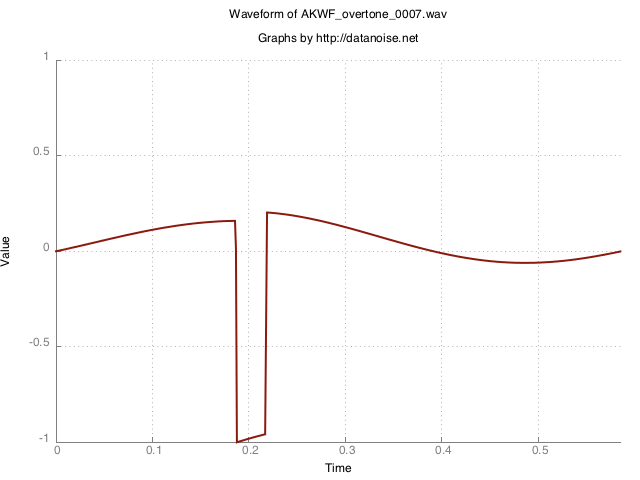 Waveform of AKWF_overtone_0007.wav
Graphs by http://datanoise.net
1
0.5
0
-0.5
-1
Value
0 0.1 0.2 0.3 0.4 0.5
Time